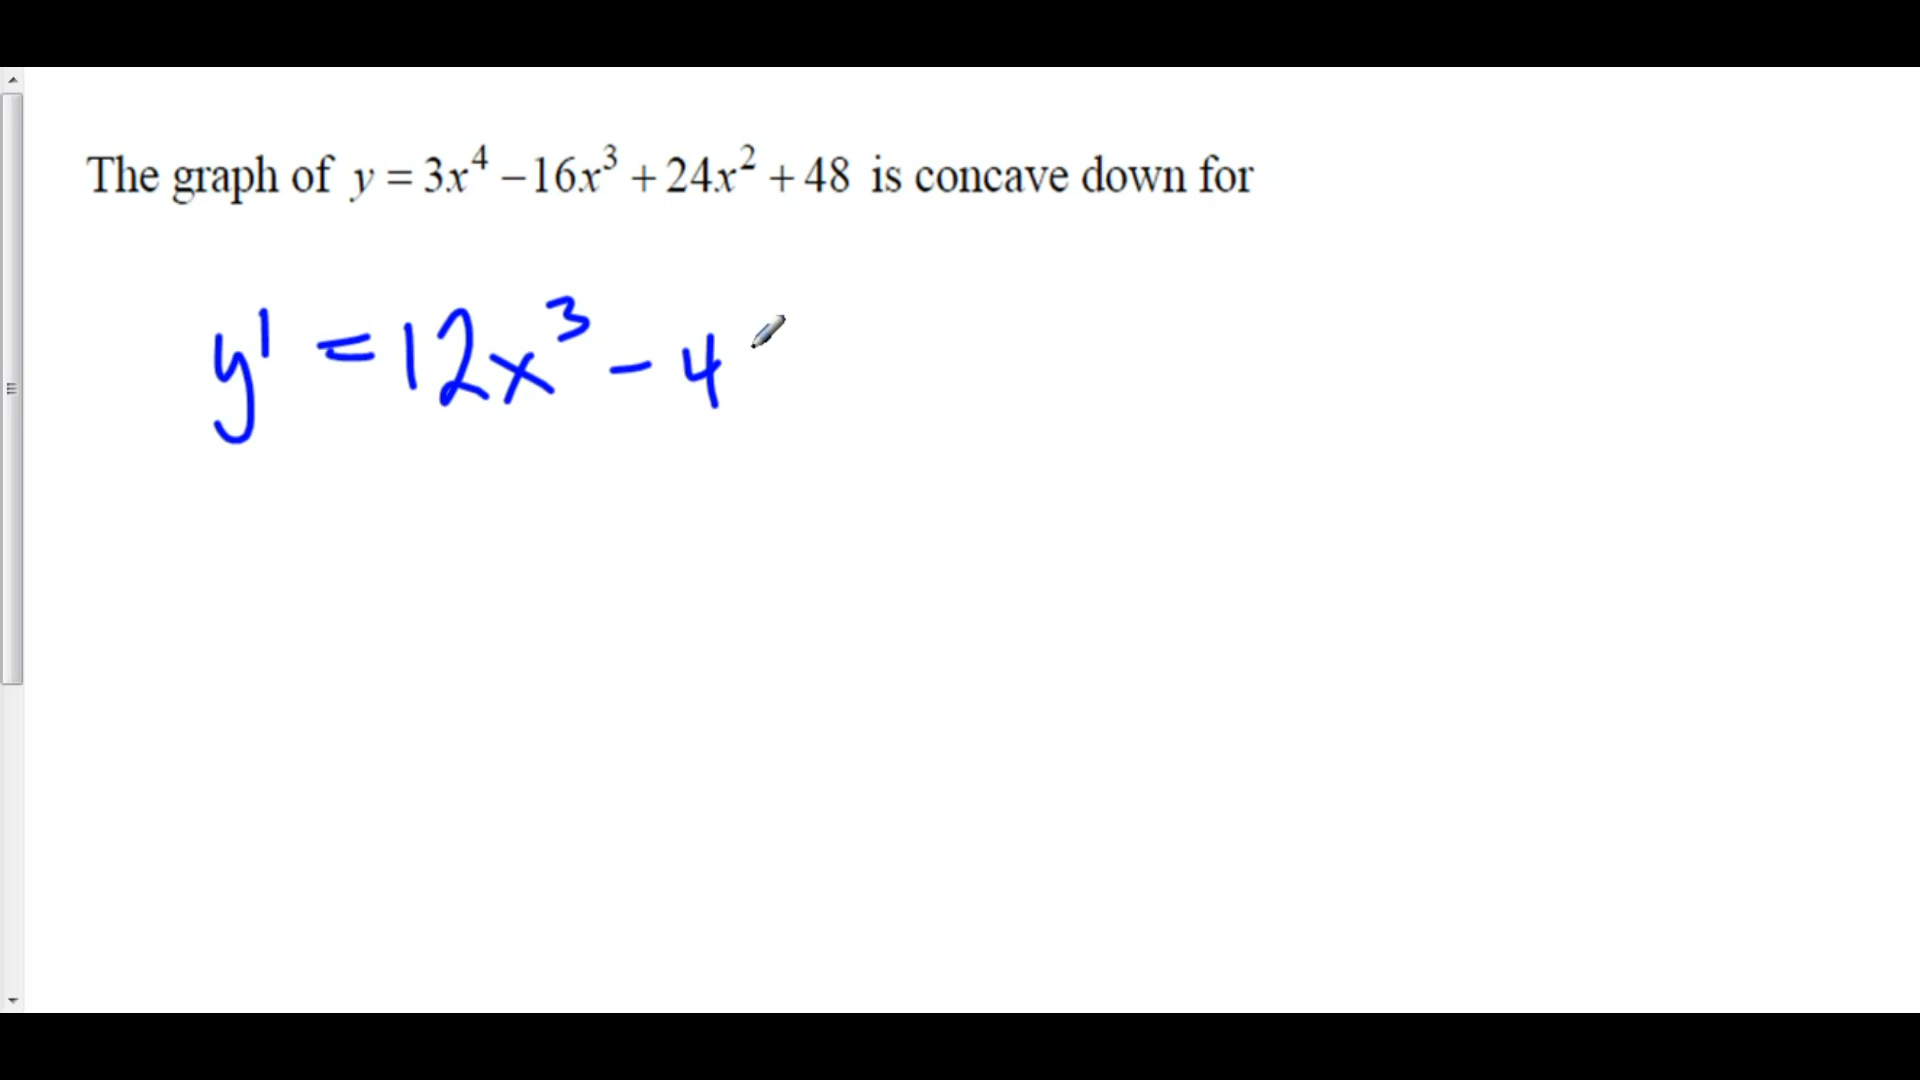 The graph of y = 3x⁴ − 16x³ + 24x² + 48 is concave down for
y' = 12x³ − 4